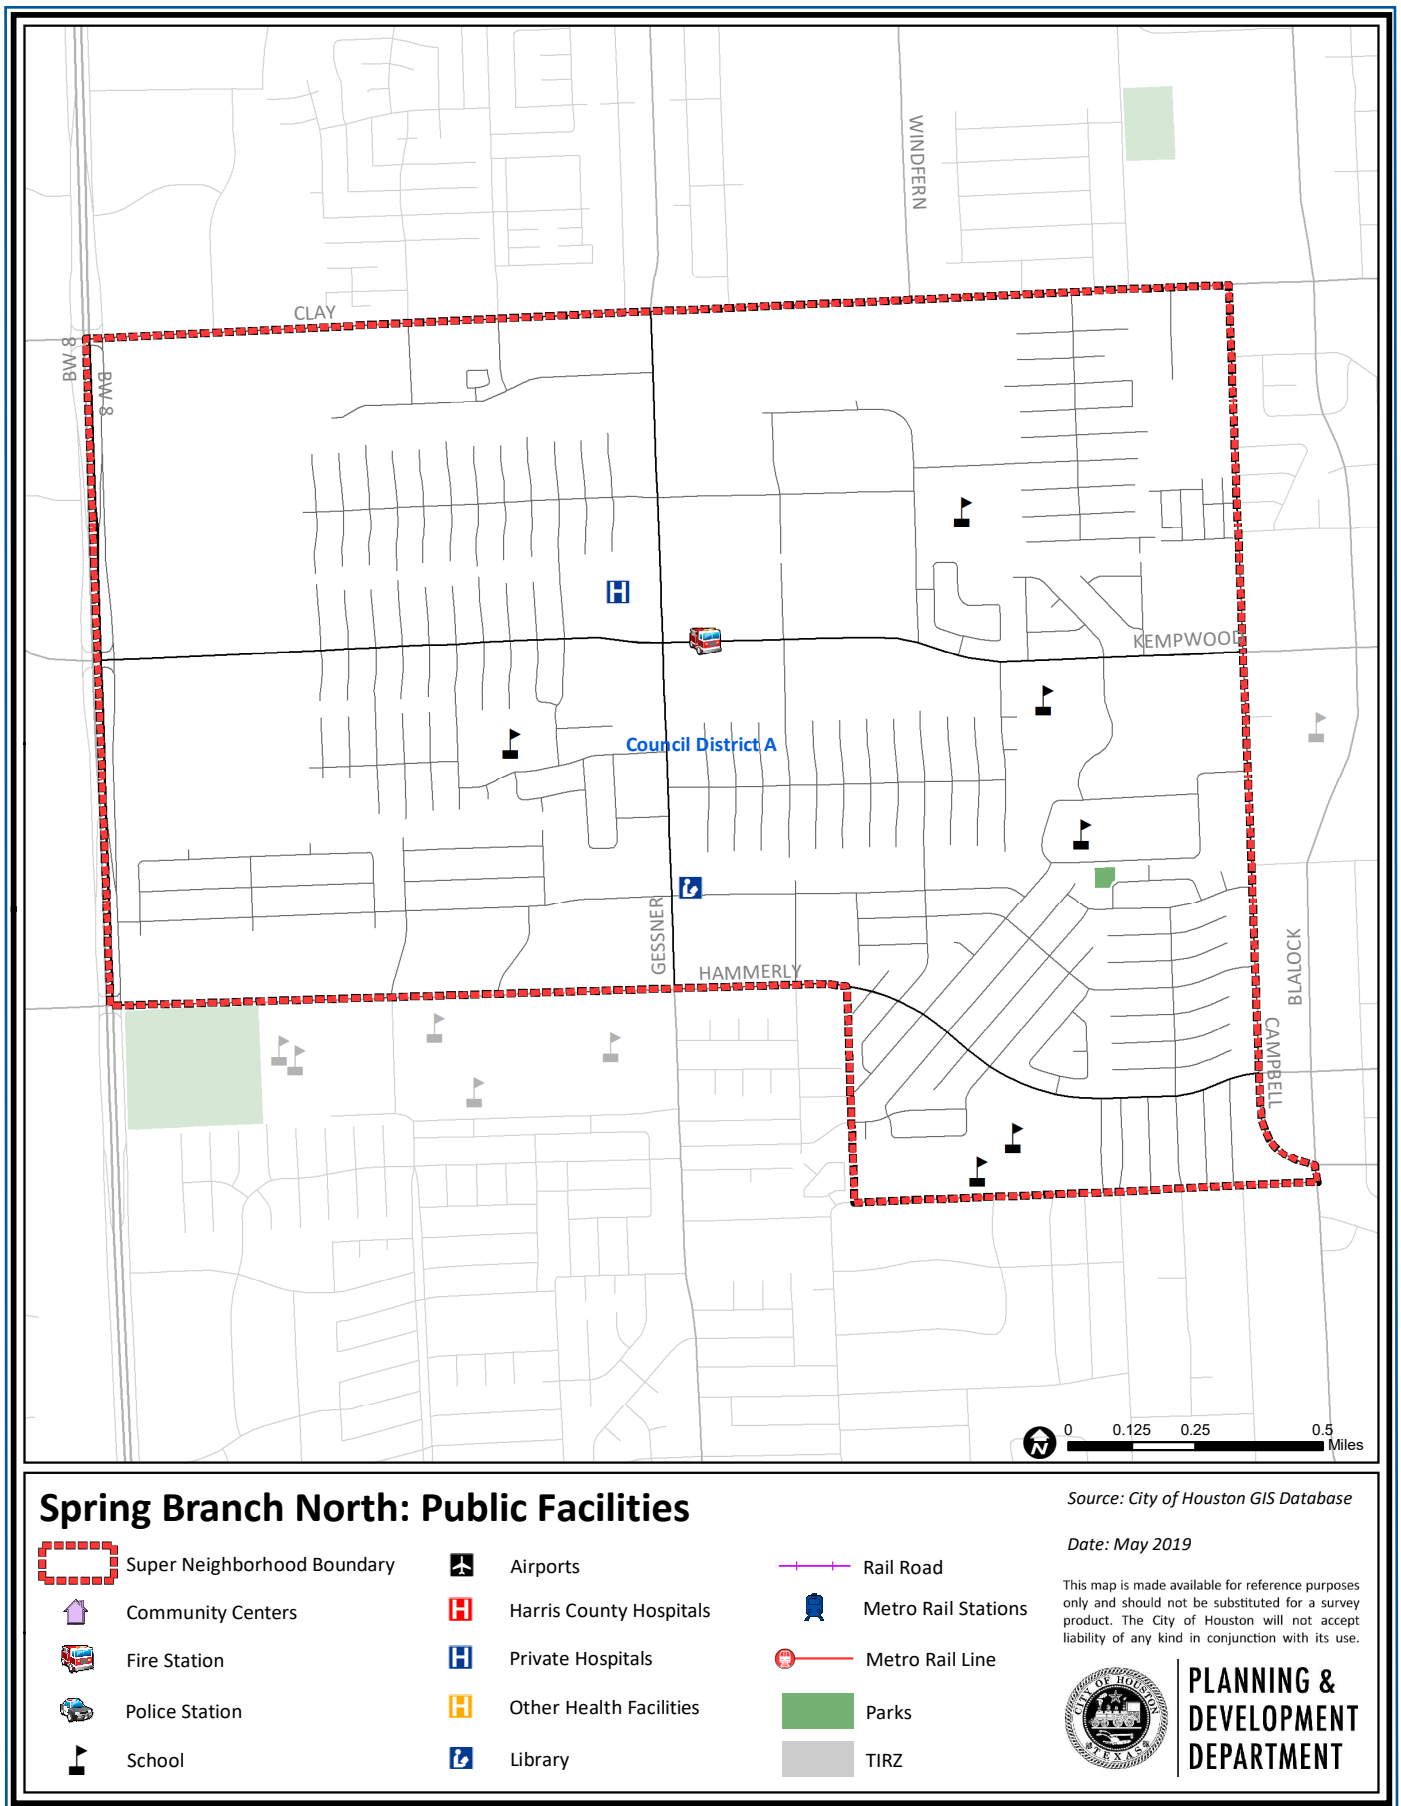 WINDFERN
CLAY
BW 8
BW 8
KEMPWOOD
Council District A
GESSNER
HAMMERLY
BLALOCK
CAMPBELL
N
0 0.125 0.25 0.5
Miles
Spring Branch North: Public Facilities
Super Neighborhood Boundary
Community Centers
Fire Station
Police Station
School
Airports
H Harris County Hospitals
H Private Hospitals
H Other Health Facilities
Library
Rail Road
Metro Rail Stations
Metro Rail Line
Parks
TIRZ
Source: City of Houston GIS Database
Date: May 2019
This map is made available for reference purposes
only and should not be substituted for a survey
product. The City of Houston will not accept
liability of any kind in conjunction with its use.
CITY OF HOUSTON
TEXAS
PLANNING &
DEVELOPMENT
DEPARTMENT